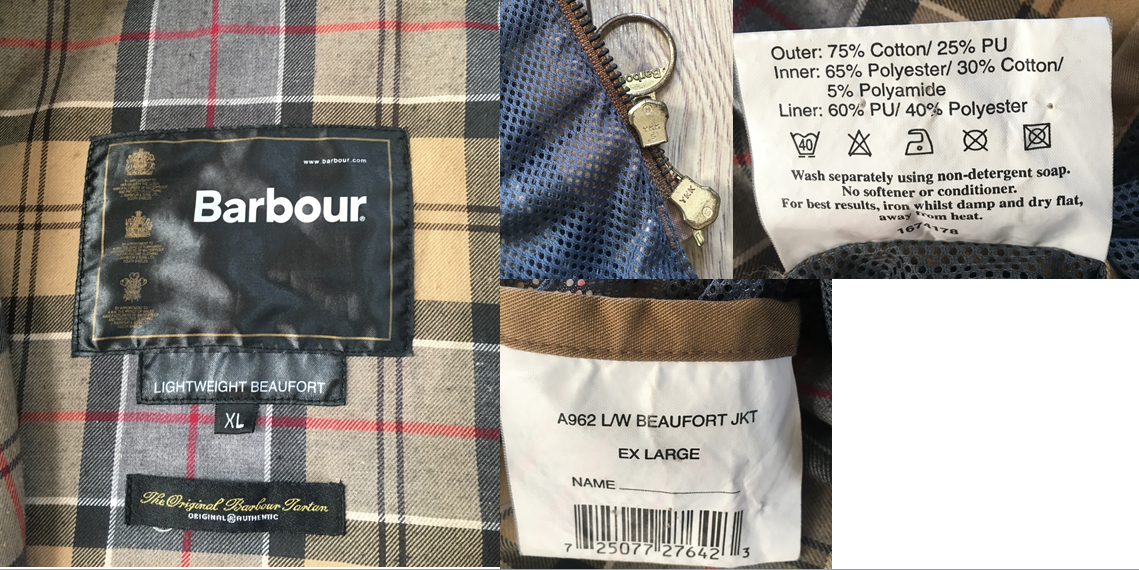 www.barbour.com
Barbour®
LIGHTWEIGHT BEAUFORT
XL
The Original Barbour Tartan
ORIGINAL & AUTHENTIC
Barbour
YKK
YKK
Outer: 75% Cotton/ 25% PU
Inner: 65% Polyester/ 30% Cotton/
5% Polyamide
Liner: 60% PU/ 40% Polyester
40
Wash separately using non-detergent soap.
No softener or conditioner.
For best results, iron whilst damp and dry flat,
away from heat.
1674178
A962 L/W BEAUFORT JKT
EX LARGE
NAME
7 25077 27642 3